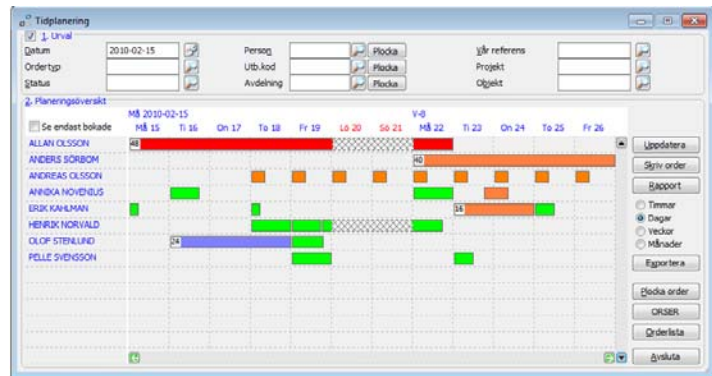 Tidplanering
1. Urval
Datum 2010-02-15 Person Plocka Vår referens
Ordertyp Utb.kod Plocka Projekt
Status Avdelning Plocka Objekt
2. Planeringsöversikt
Må 2010-02-15 V-8
Se endast bokade Må 15 Ti 16 On 17 To 18 Fr 19 Lö 20 Sö 21 Må 22 Ti 23 On 24 To 25 Fr 26
ALLAN OLSSON 48 Uppdatera
ANDERS SÖRBOM 40 Skriv order
ANDREAS OLSSON Rapport
ANNIKA NOVENIUS Timmar
ERIK KAHLMAN 16 Dagar
HENRIK NORVALD Veckor
OLOF STENLUND 24 Månader
PELLE SVENSSON Exportera
Plocka order
ORSER
Orderlista
Avsluta